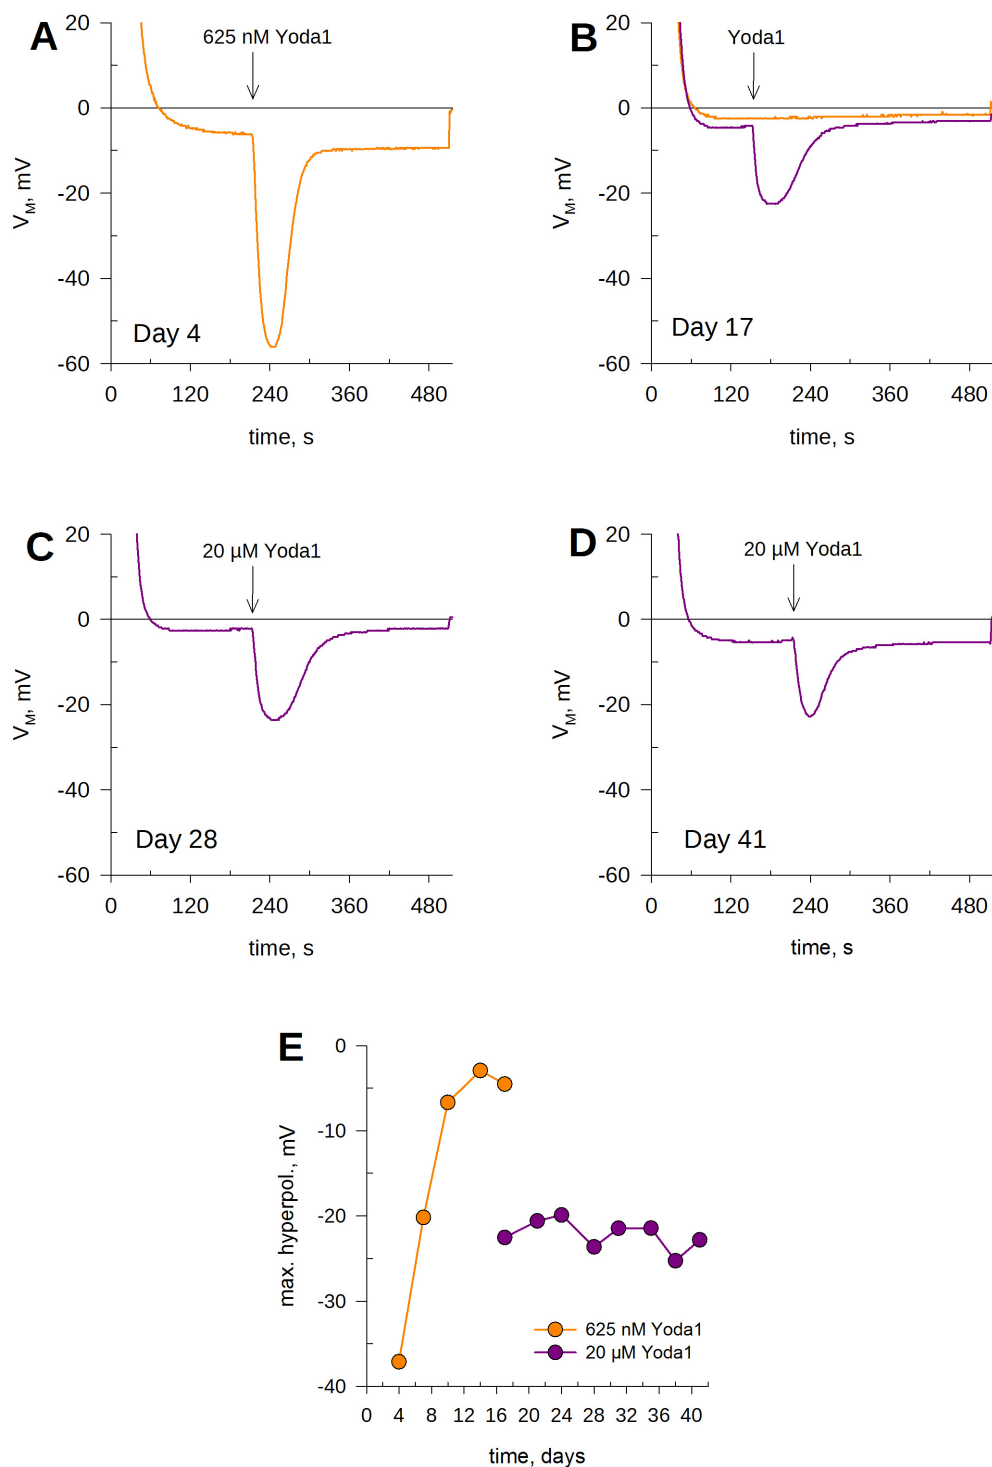 A
20
0
-20
-40
-60
V_M, mV
625 nM Yoda1
Day 4
0 120 240 360 480
time, s
B
20
0
-20
-40
-60
V_M, mV
Yoda1
Day 17
0 120 240 360 480
time, s
C
20
0
-20
-40
-60
V_M, mV
20 µM Yoda1
Day 28
0 120 240 360 480
time, s
D
20
0
-20
-40
-60
V_M, mV
20 µM Yoda1
Day 41
0 120 240 360 480
time, s
E
0
-10
-20
-30
-40
max. hyperpol., mV
625 nM Yoda1
20 µM Yoda1
0 4 8 12 16 20 24 28 32 36 40
time, days